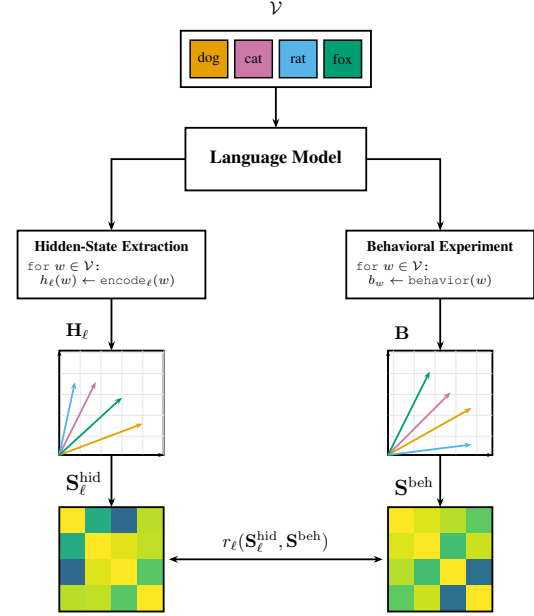 𝒱
dog cat rat fox
Language Model
Hidden-State Extraction
for w ∈ 𝒱:
h_ℓ(w) ← encode_ℓ(w)
Behavioral Experiment
for w ∈ 𝒱:
b_w ← behavior(w)
H_ℓ
B
S_ℓ^hid
S^beh
r_ℓ(S_ℓ^hid, S^beh)